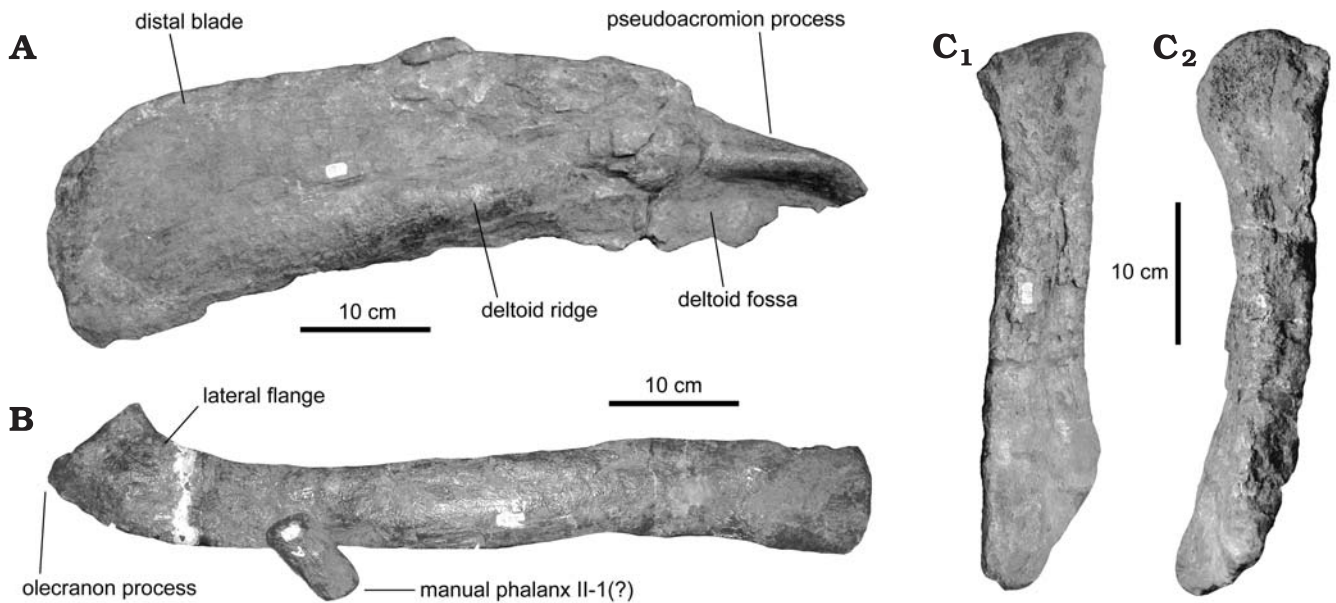 A
distal blade
pseudoacromion process
10 cm
deltoid ridge
deltoid fossa
B
lateral flange
10 cm
olecranon process
manual phalanx II-1(?)
C1
C2
10 cm